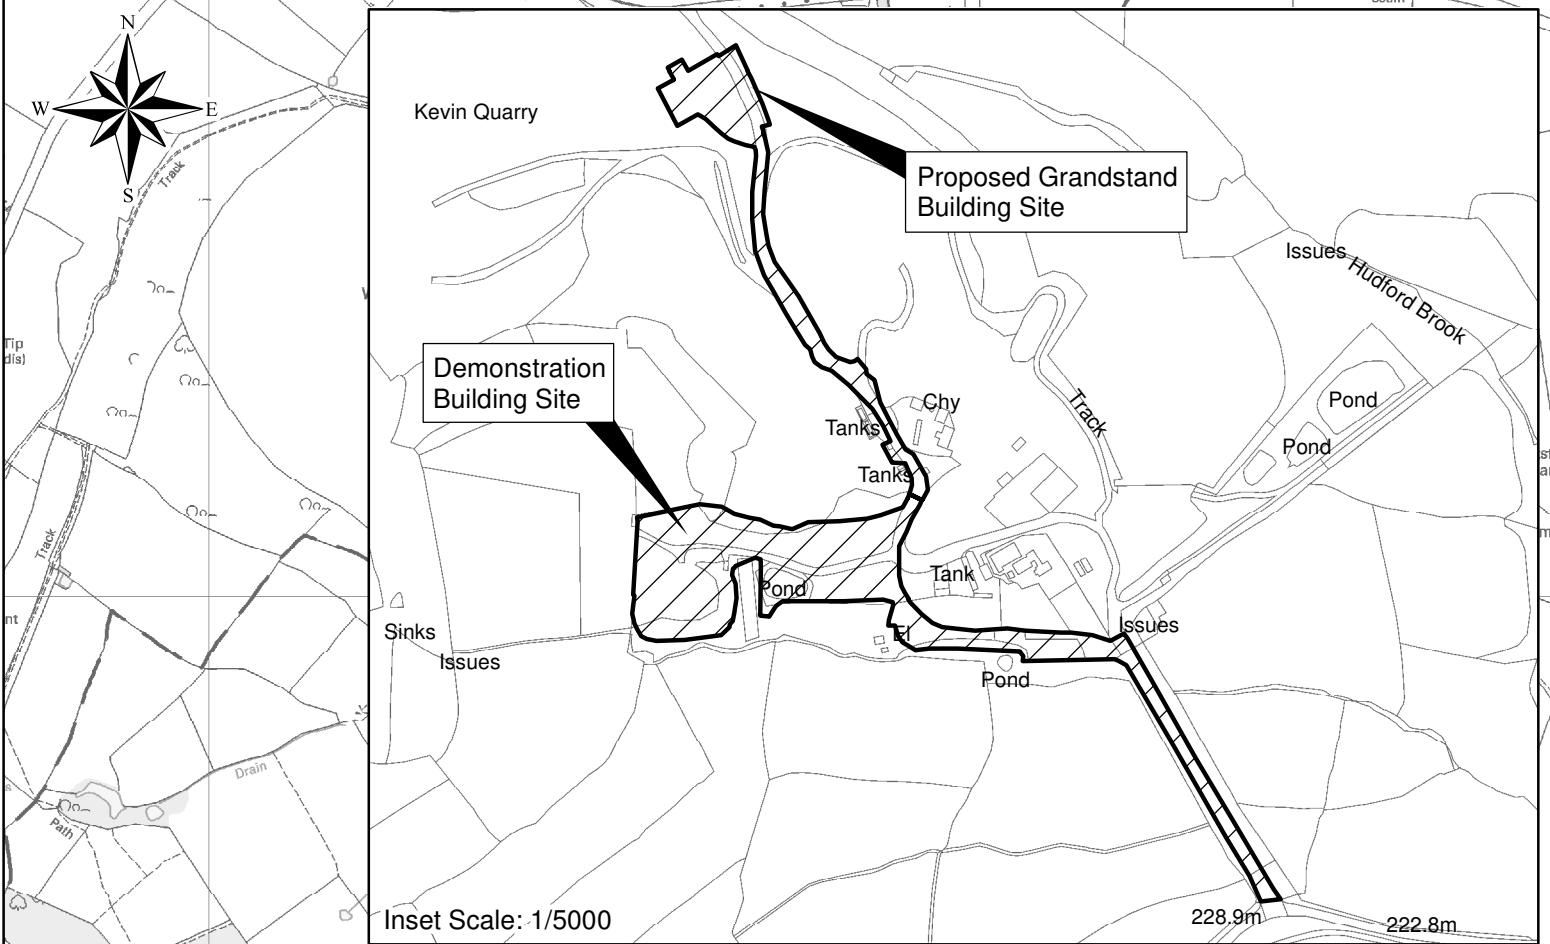 N
W
E
S
Track
Tip
dis)
Track
Drain
Path
Kevin Quarry
Proposed Grandstand
Building Site
Issues
Hudford Brook
Demonstration
Building Site
Chy
Track
Tanks
Tanks
Pond
Pond
Pond
Tank
El
Issues
Sinks
Issues
Pond
Inset Scale: 1/5000
228.9m
222.8m